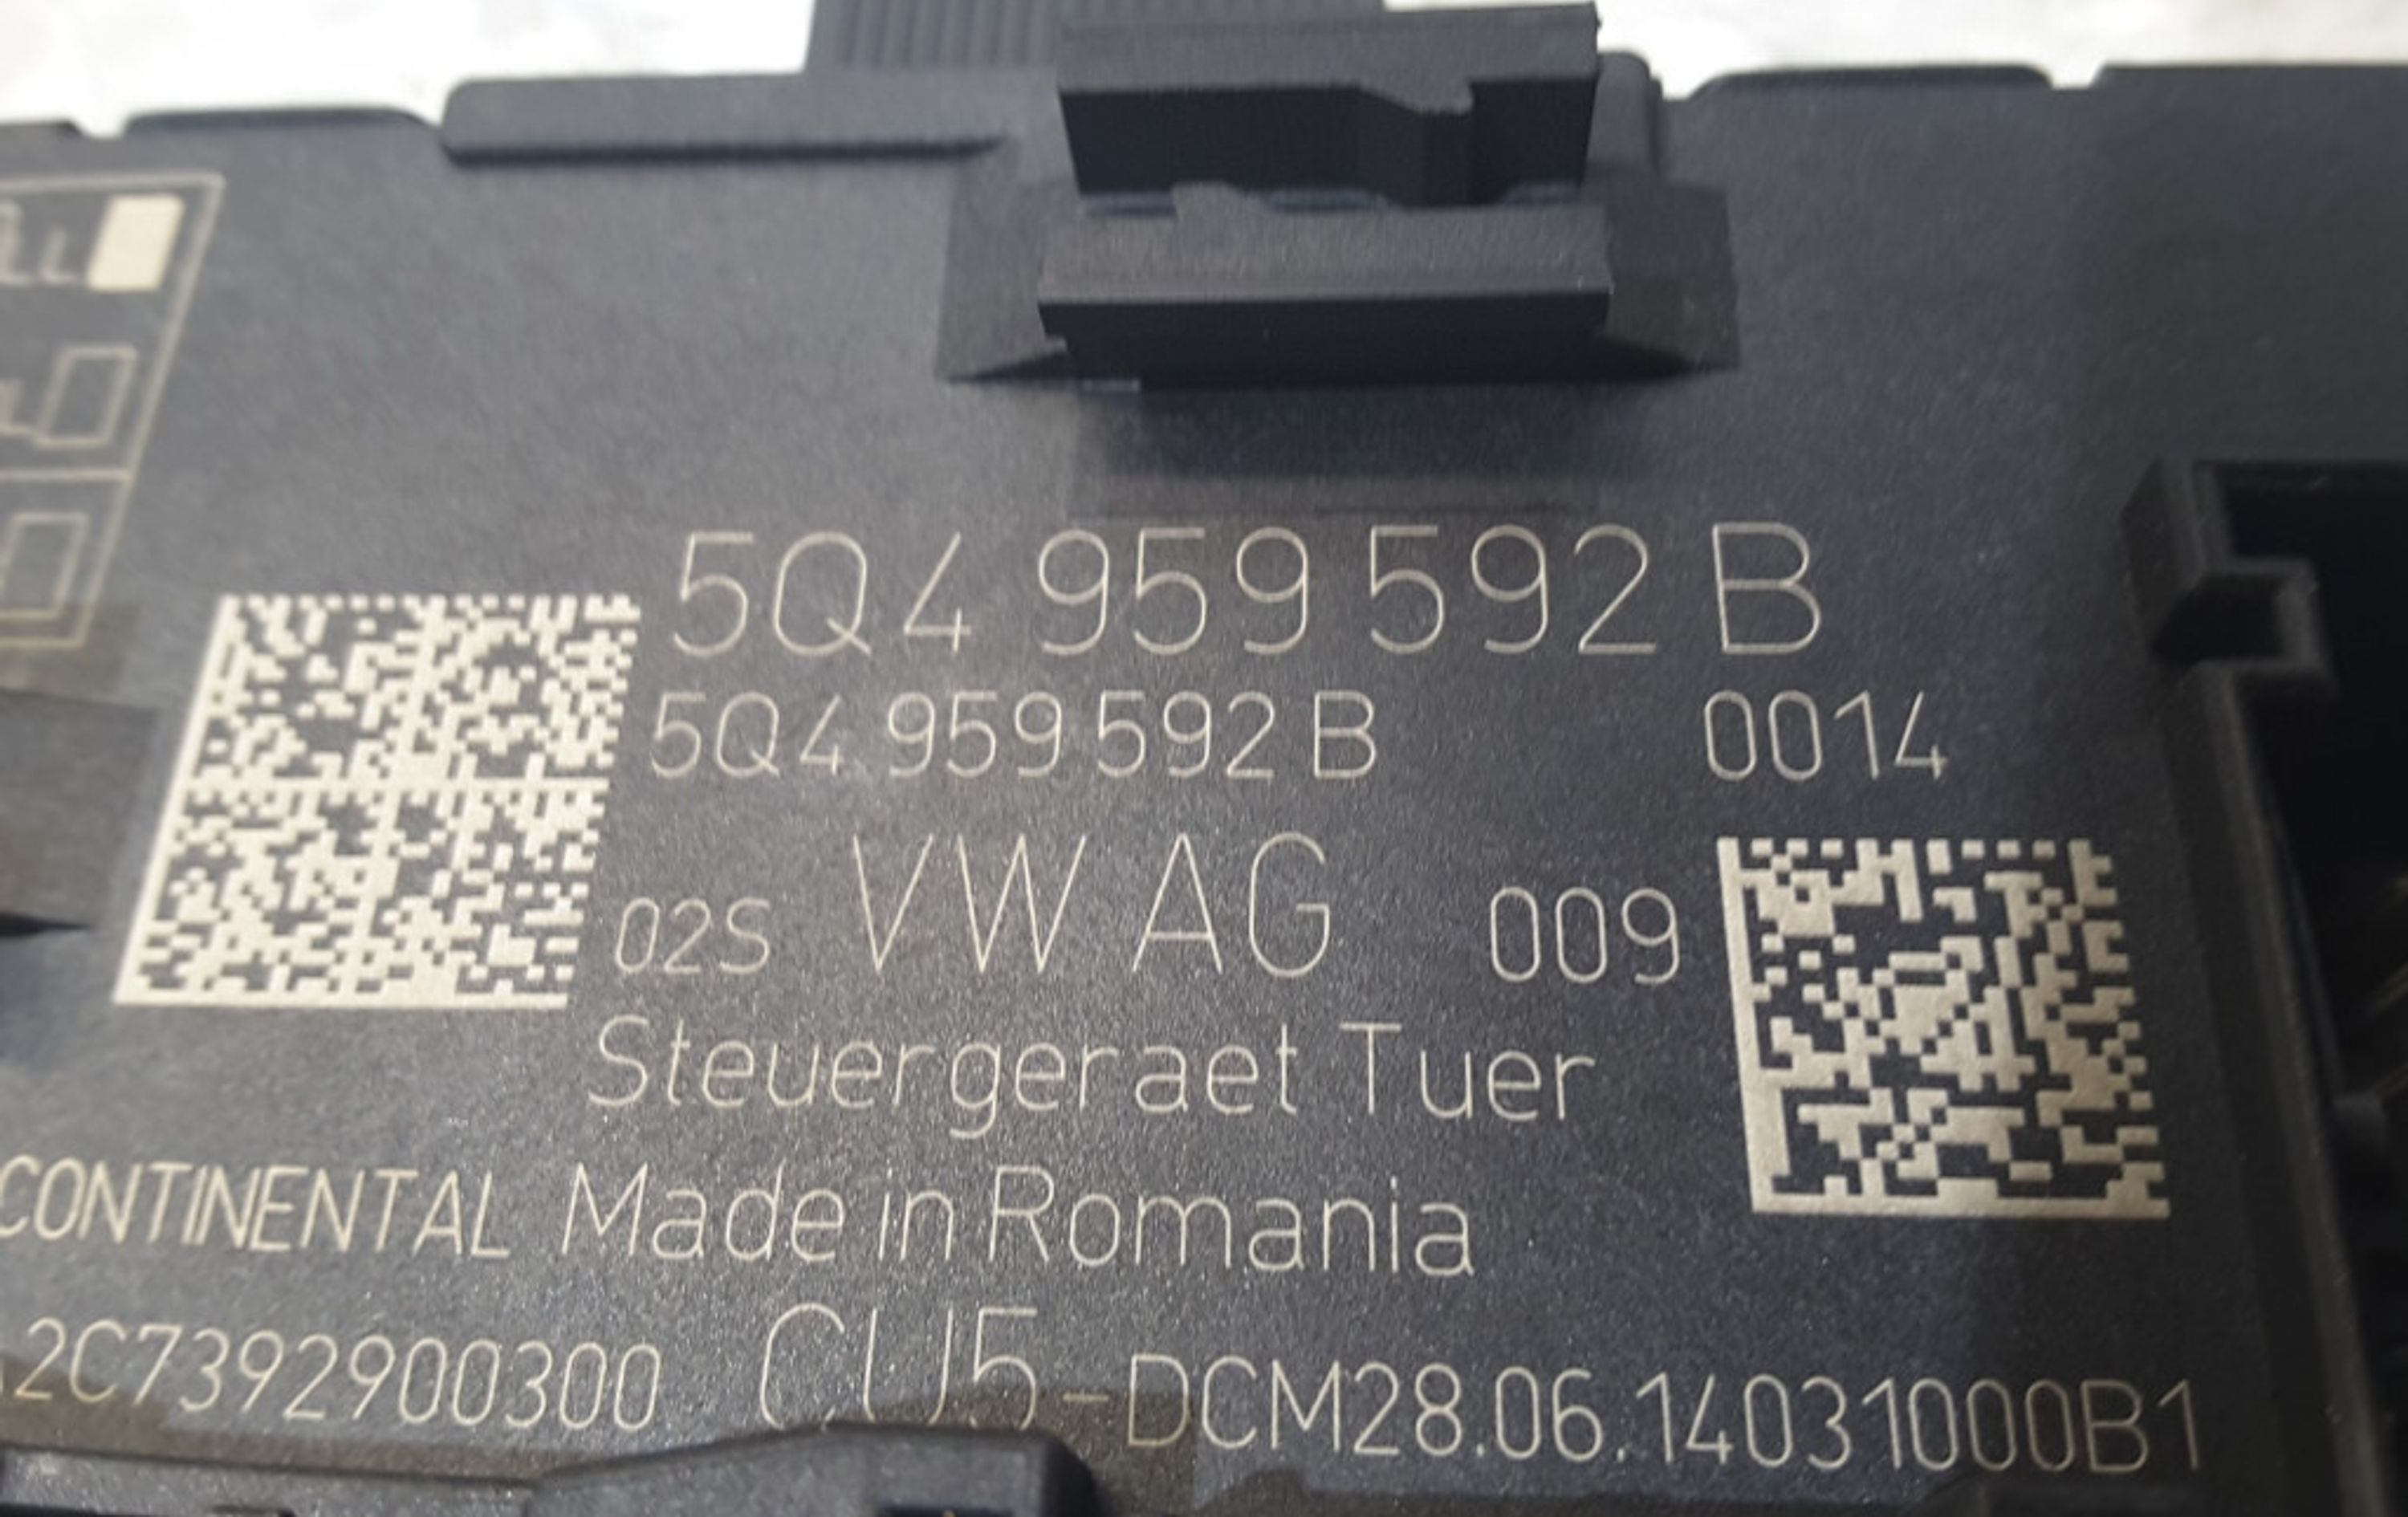 5Q4 959 592 B
5Q4 959 592 B 0014
02S VW AG 009
Steuergeraet Tuer
CONTINENTAL Made in Romania
2C7392900300 CU5-DCM28.06.14031000B1